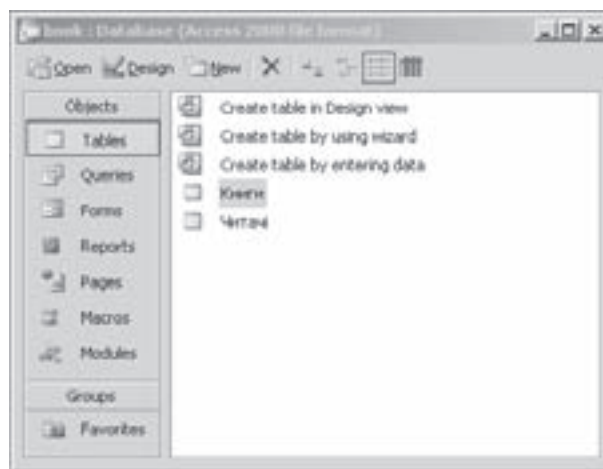 book : Database (Access 2000 file format)
Open Design New
Objects
Tables
Queries
Forms
Reports
Pages
Macros
Modules
Groups
Favorites
Create table in Design view
Create table by using wizard
Create table by entering data
Книги
Читачі